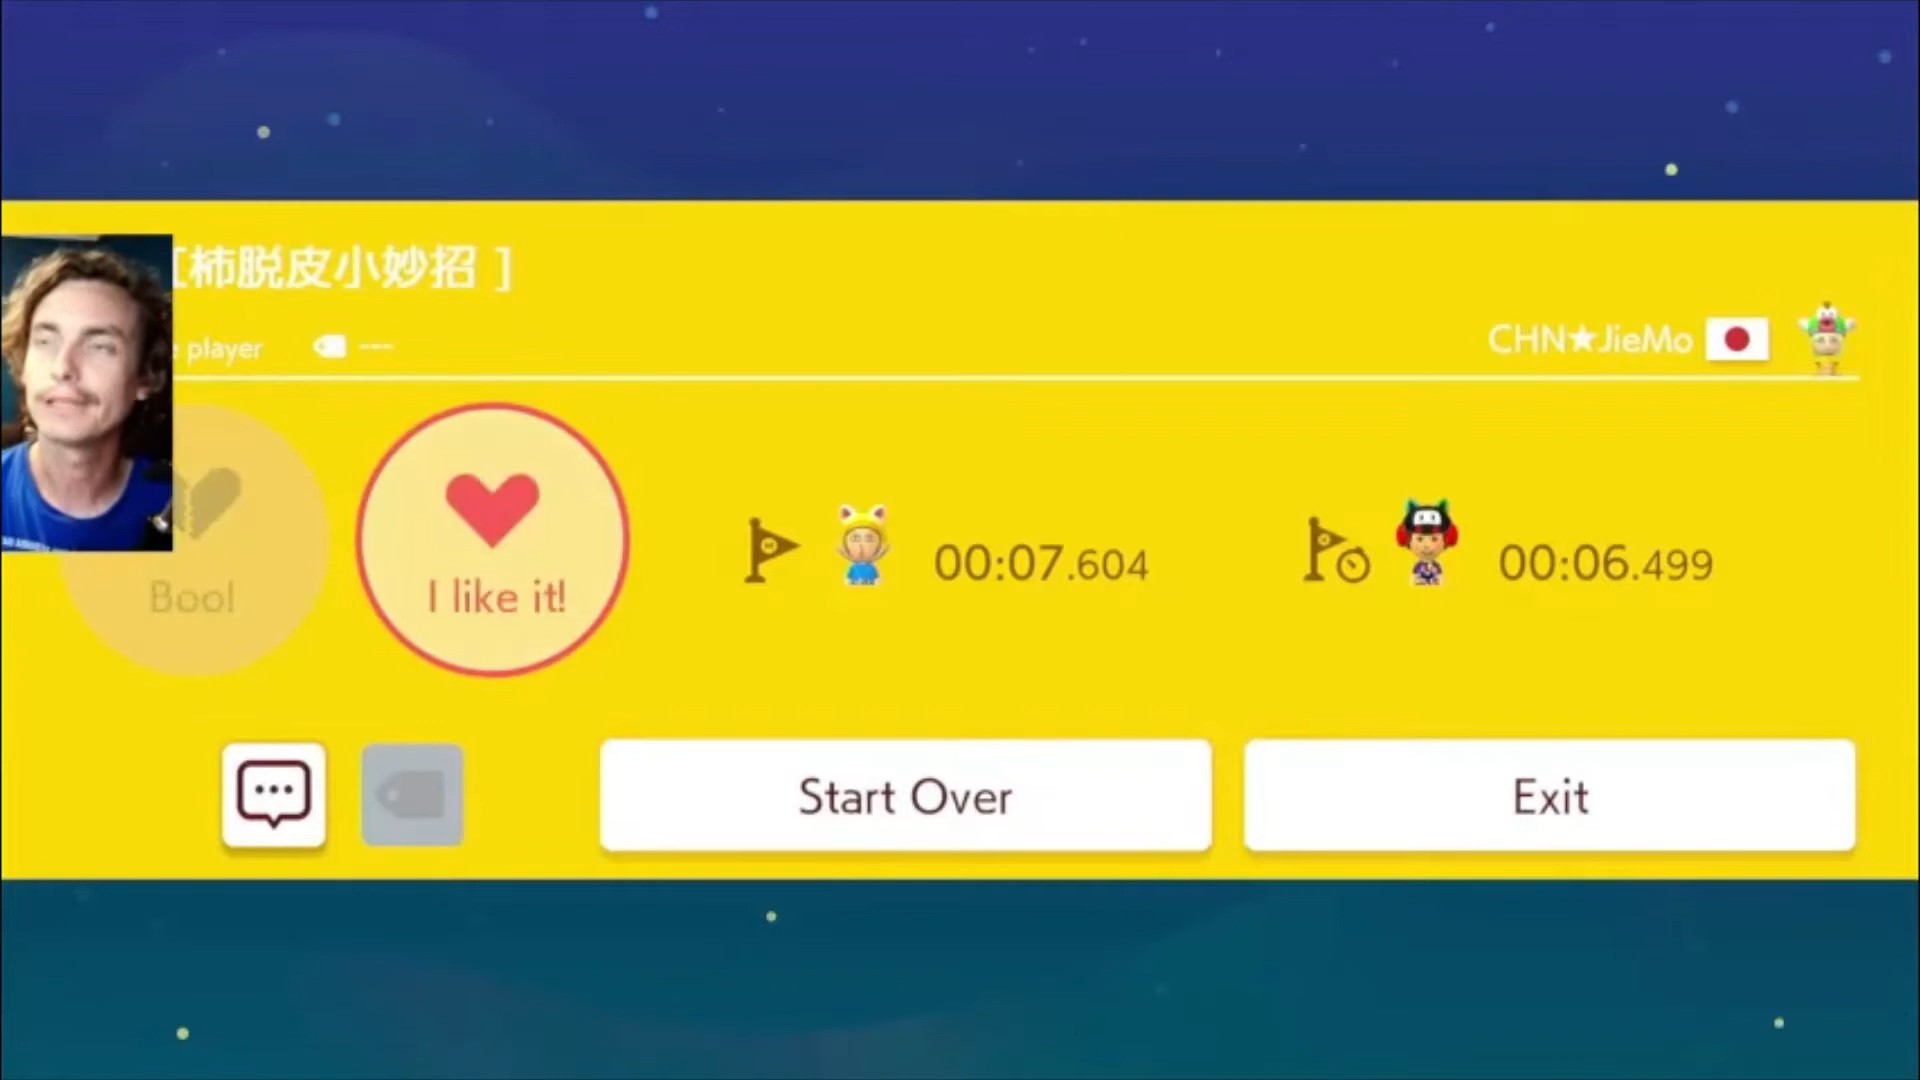 [柿脱皮小妙招 ]
player
---
CHN★JieMo
Boo!
I like it!
00:07.604
00:06.499
Start Over
Exit